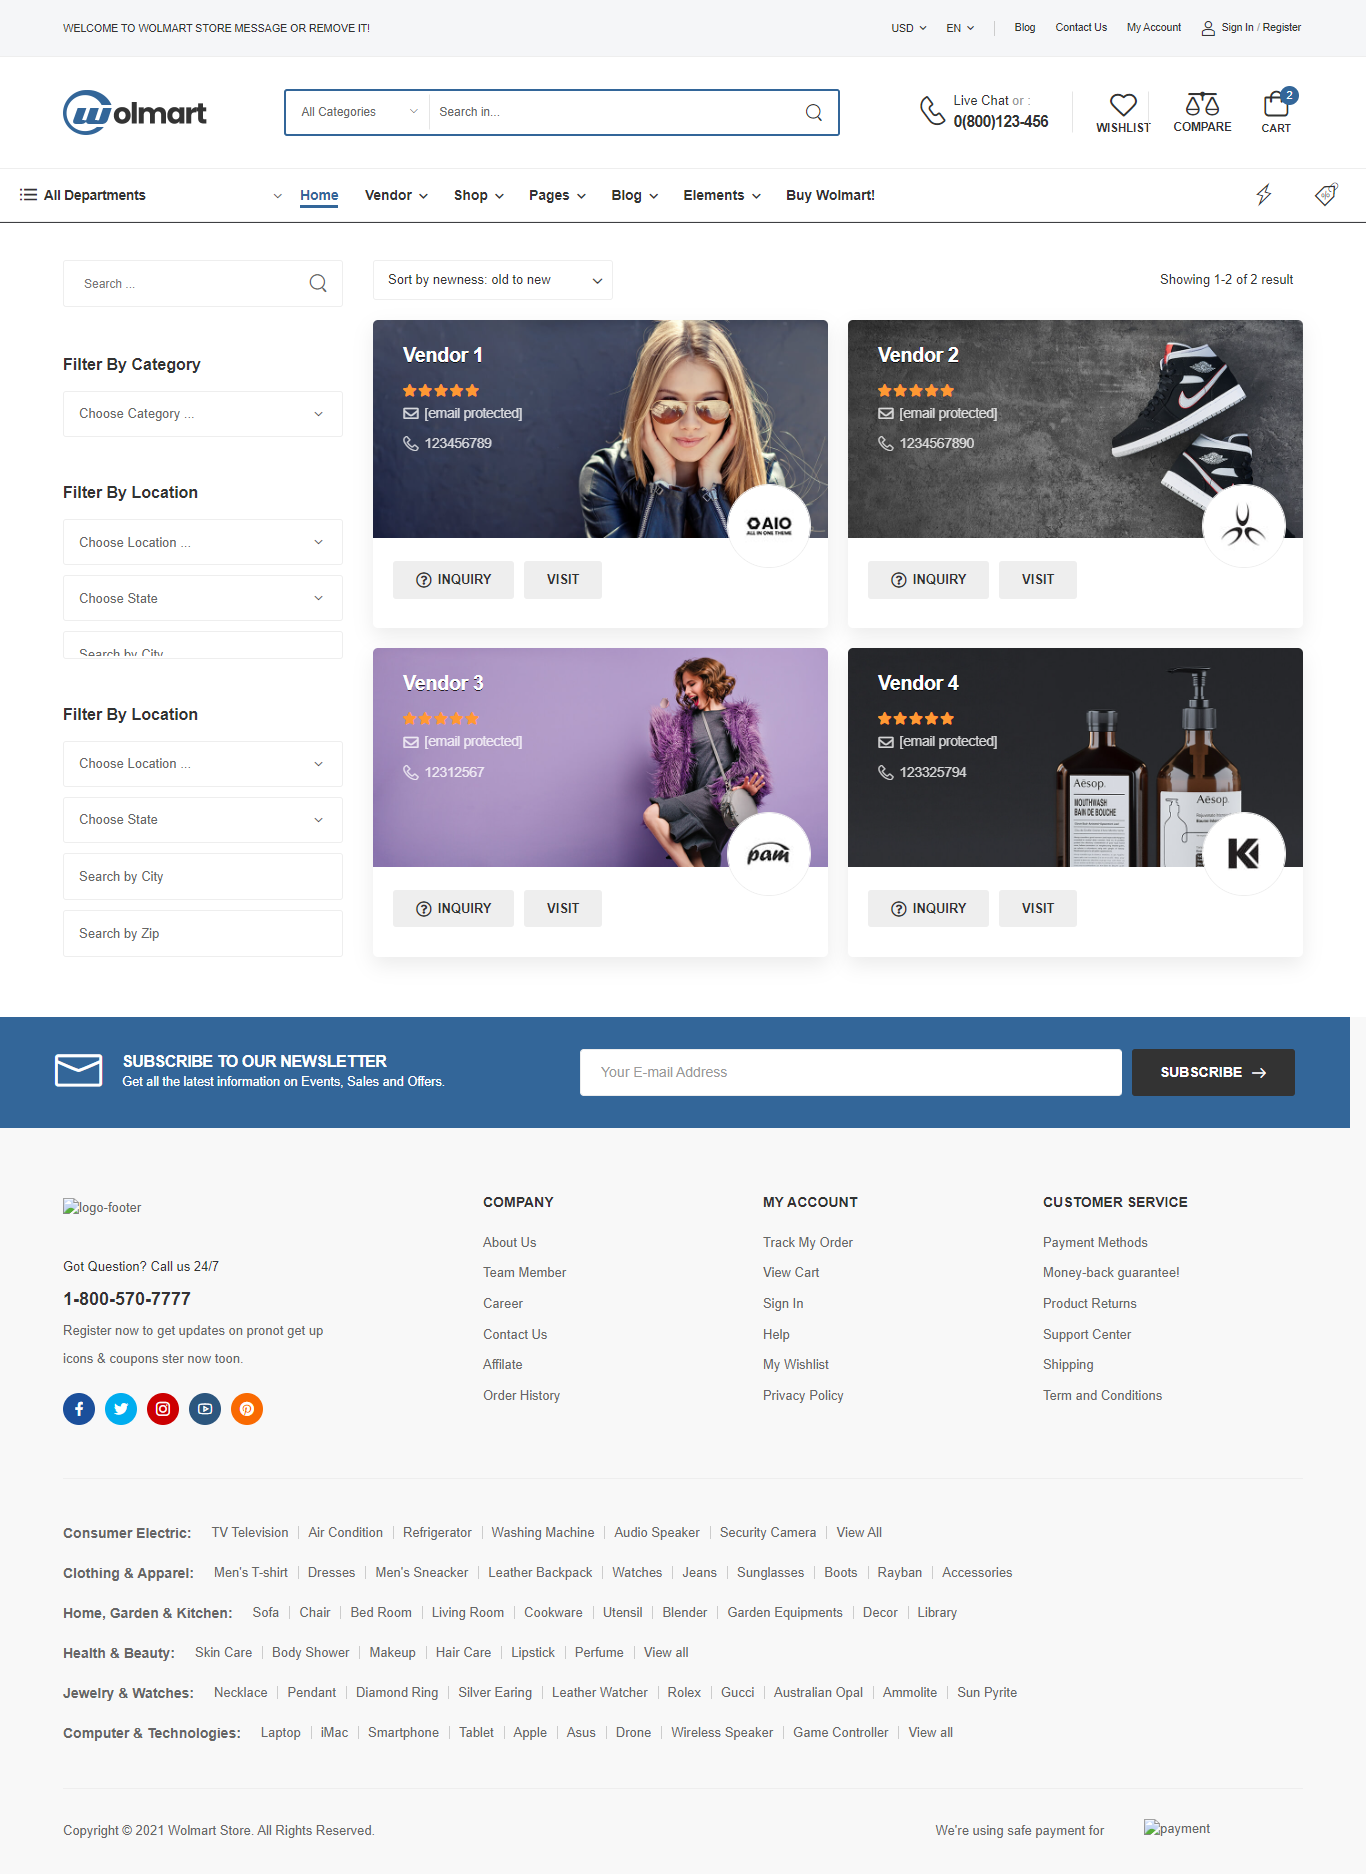 WELCOME TO WOLMART STORE MESSAGE OR REMOVE IT!
USD EN Blog Contact Us My Account Sign In / Register
Wolmart
All Categories Search in...
Live Chat or :
0(800)123-456
WISHLIST COMPARE 2 CART
All Departments Home Vendor Shop Pages Blog Elements Buy Wolmart!
Search ...
Sort by newness: old to new
Showing 1-2 of 2 result
Filter By Category
Choose Category ...
Filter By Location
Choose Location ...
Choose State
Search by City
Filter By Location
Choose Location ...
Choose State
Search by City
Search by Zip
Vendor 1
[email protected]
123456789
AIO
ALL IN ONE THEME
INQUIRY VISIT
Vendor 2
[email protected]
1234567890
INQUIRY VISIT
Vendor 3
[email protected]
12312567
pam
INQUIRY VISIT
Vendor 4
[email protected]
123325794
Aēsop.
MOUTHWASH
BAIN DE BOUCHE
Aēsop.
K
INQUIRY VISIT
SUBSCRIBE TO OUR NEWSLETTER
Get all the latest information on Events, Sales and Offers.
Your E-mail Address
SUBSCRIBE
logo-footer
Got Question? Call us 24/7
1-800-570-7777
Register now to get updates on pronot get up
icons & coupons ster now toon.
COMPANY
About Us
Team Member
Career
Contact Us
Affilate
Order History
MY ACCOUNT
Track My Order
View Cart
Sign In
Help
My Wishlist
Privacy Policy
CUSTOMER SERVICE
Payment Methods
Money-back guarantee!
Product Returns
Support Center
Shipping
Term and Conditions
Consumer Electric: TV Television Air Condition Refrigerator Washing Machine Audio Speaker Security Camera View All
Clothing & Apparel: Men's T-shirt Dresses Men's Sneacker Leather Backpack Watches Jeans Sunglasses Boots Rayban Accessories
Home, Garden & Kitchen: Sofa Chair Bed Room Living Room Cookware Utensil Blender Garden Equipments Decor Library
Health & Beauty: Skin Care Body Shower Makeup Hair Care Lipstick Perfume View all
Jewelry & Watches: Necklace Pendant Diamond Ring Silver Earing Leather Watcher Rolex Gucci Australian Opal Ammolite Sun Pyrite
Computer & Technologies: Laptop iMac Smartphone Tablet Apple Asus Drone Wireless Speaker Game Controller View all
Copyright © 2021 Wolmart Store. All Rights Reserved.
We're using safe payment for payment